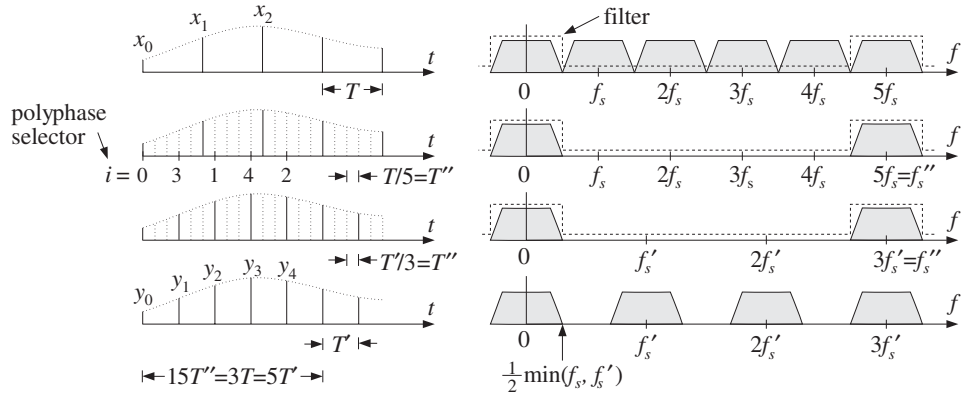 x₀ x₁ x₂ t
T
filter
f
0 fₛ 2fₛ 3fₛ 4fₛ 5fₛ
polyphase
selector
t
i = 0 3 1 4 2 T/5=T″
f
0 fₛ 2fₛ 3fₛ 4fₛ 5fₛ=fₛ″
t
T′/3=T″
f
0 fₛ′ 2fₛ′ 3fₛ′=fₛ″
y₀ y₁ y₂ y₃ y₄ t
T′
15T″=3T=5T′
f
0 fₛ′ 2fₛ′ 3fₛ′
½ min(fₛ, fₛ′)